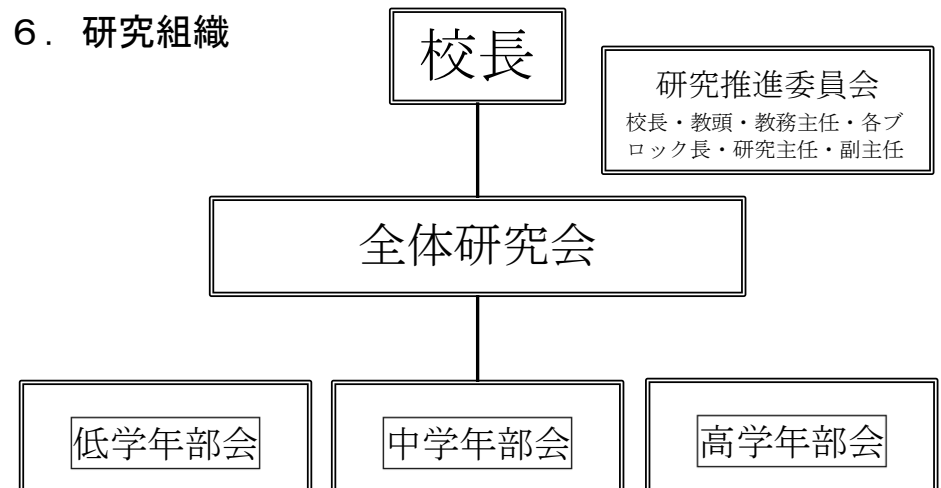 ６．研究組織
校長
研究推進委員会
校長・教頭・教務主任・各ブ
ロック長・研究主任・副主任
全体研究会
低学年部会
中学年部会
高学年部会